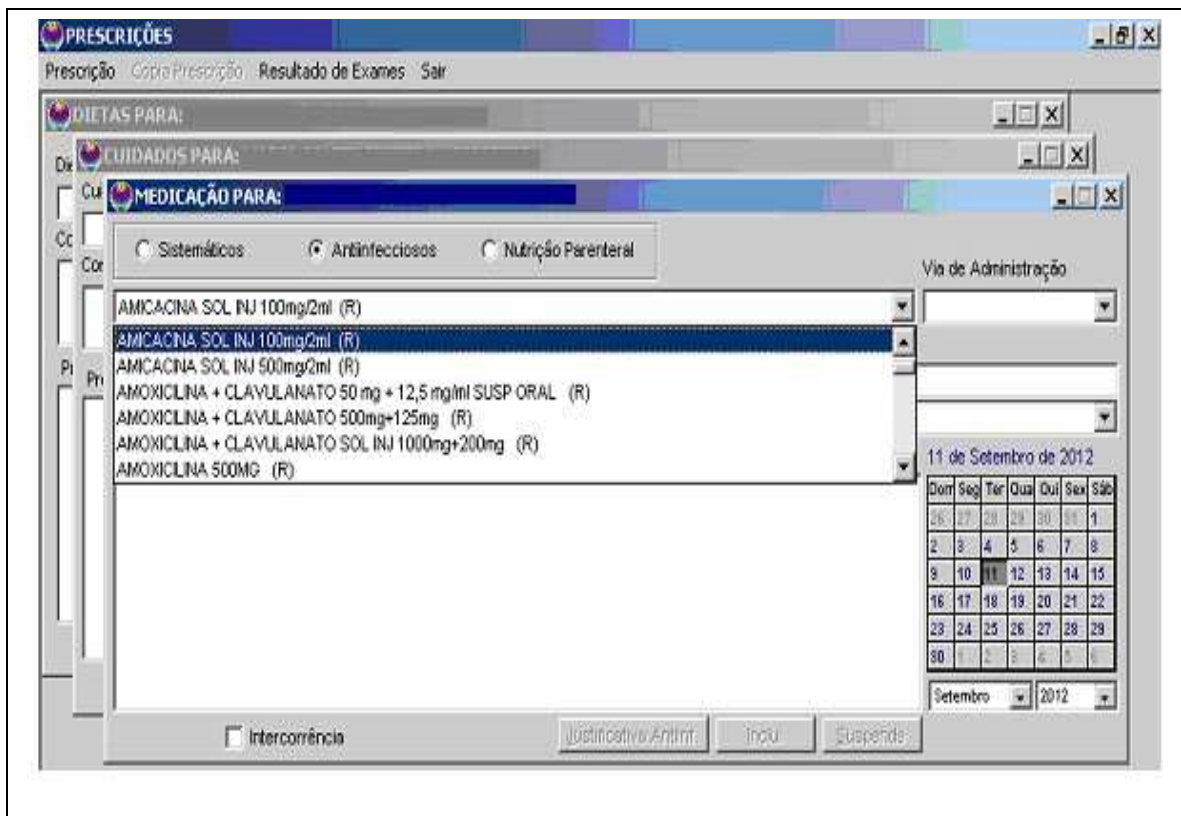 PRESCRIÇÕES
Prescrição Copia Prescrição Resultado de Exames Sair
DIETAS PARA:
CUIDADOS PARA:
MEDICAÇÃO PARA:
Sistemáticos Antiinfecciosos Nutrição Parenteral
Via de Administração
AMICACINA SOL INJ 100mg/2ml (R)
AMICACINA SOL INJ 100mg/2ml (R)
AMICACINA SOL INJ 500mg/2ml (R)
AMOXICILINA + CLAVULANATO 50 mg + 12,5 mg/ml SUSP ORAL (R)
AMOXICILINA + CLAVULANATO 500mg+125mg (R)
AMOXICILINA + CLAVULANATO SOL INJ 1000mg+200mg (R)
AMOXICILINA 500MG (R)
11 de Setembro de 2012
Dom Seg Ter Qua Qui Sex Sáb
26 27 28 29 30 31 1
2 3 4 5 6 7 8
9 10 11 12 13 14 15
16 17 18 19 20 21 22
23 24 25 26 27 28 29
30 1 2 3 4 5 6
Setembro 2012
Intercorrência Justificativa Antiinf. Inclui Suspende